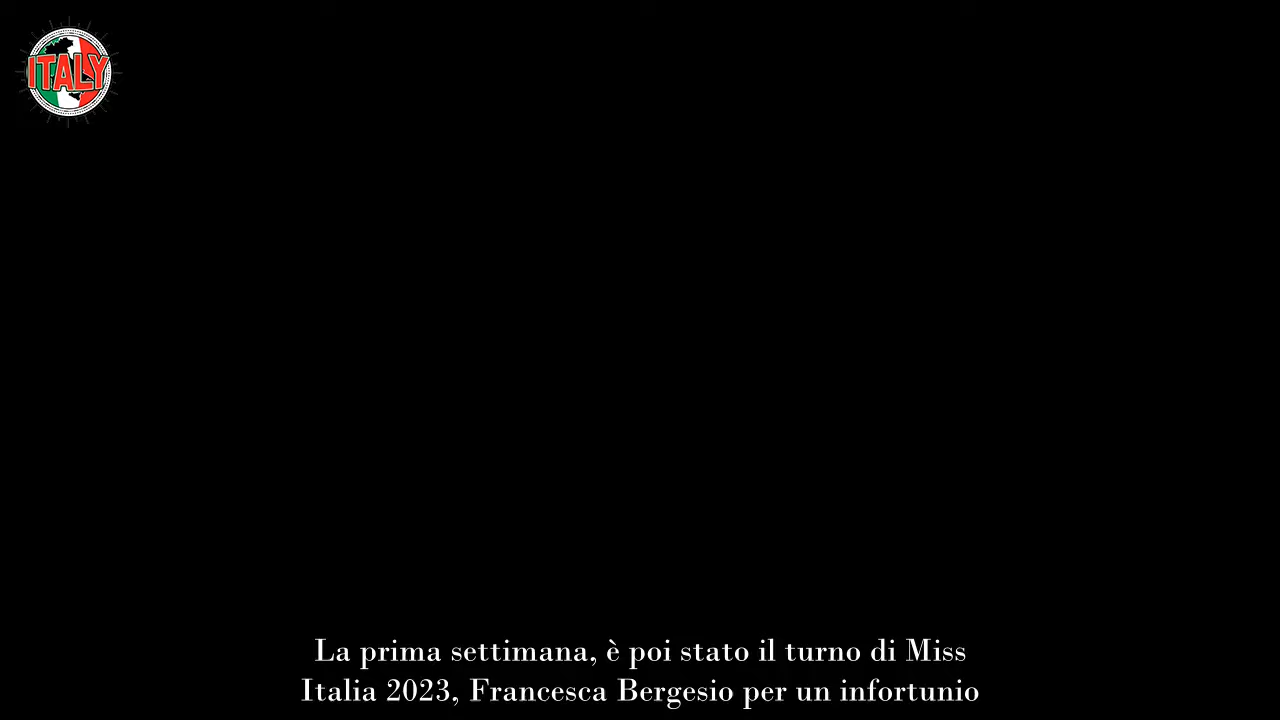 ITALY
La prima settimana, è poi stato il turno di Miss
Italia 2023, Francesca Bergesio per un infortunio